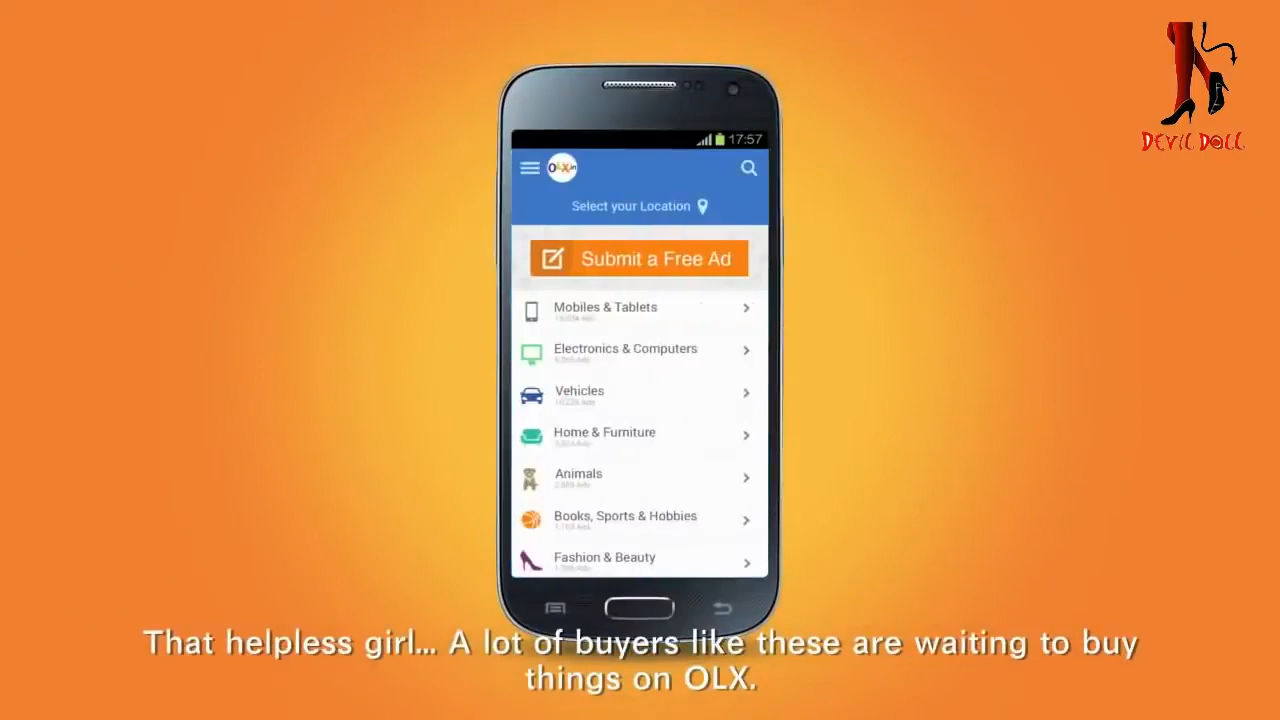 DEVIL DOLL
17:57
OLX.in
Select your Location
Submit a Free Ad
Mobiles & Tablets
Electronics & Computers
Vehicles
Home & Furniture
Animals
Books, Sports & Hobbies
Fashion & Beauty
That helpless girl... A lot of buyers like these are waiting to buy
things on OLX.